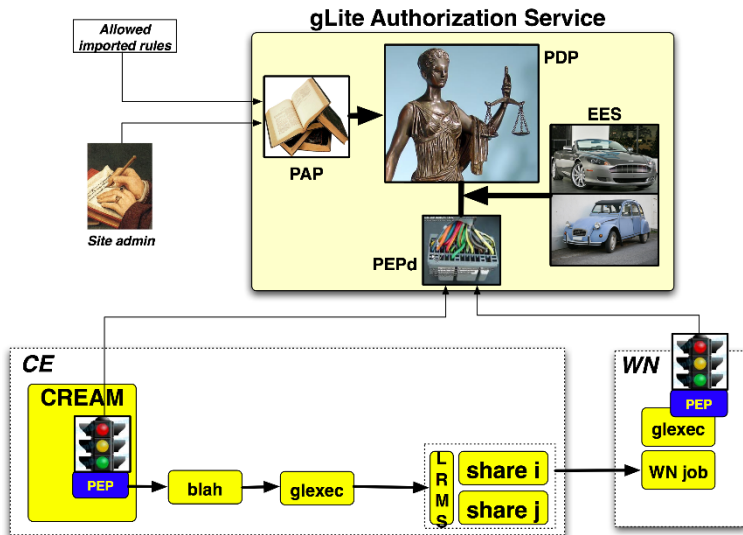 gLite Authorization Service
Allowed
imported rules
PDP
EES
PAP
Site admin
PEPd
CE
WN
CREAM
PEP
PEP
glexec
blah
glexec
L
R
M
S
share i
share j
WN job